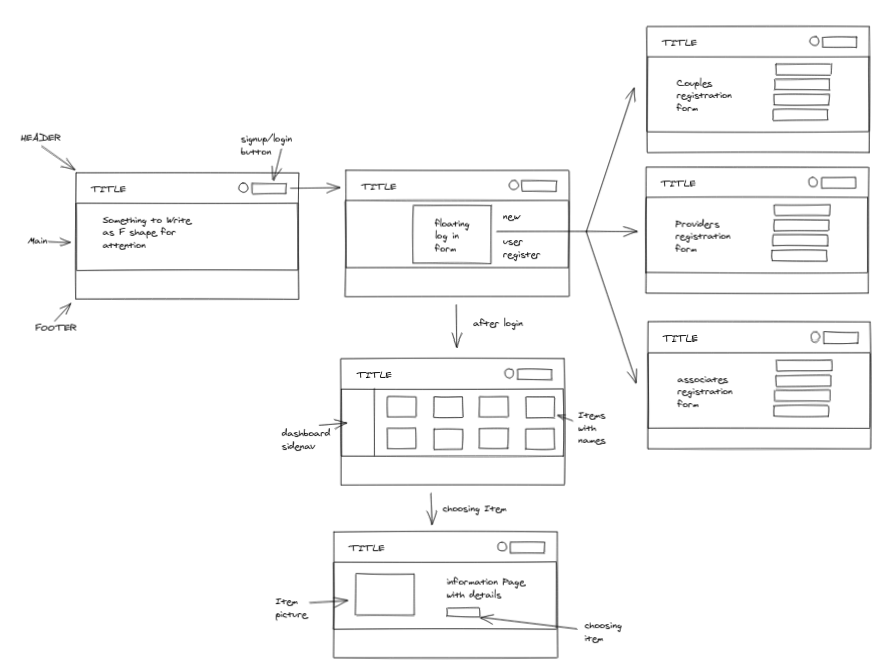 TITLE
Couples
registration
form
HEADER
signup/login
button
TITLE
Something to Write
as F shape for
attention
Main
FOOTER
TITLE
floating
log in
form
new
user
register
TITLE
Providers
registration
form
after login
TITLE
associates
registration
form
TITLE
dashboard
sidenav
Items
with
names
choosing Item
TITLE
Item
picture
information Page
with details
choosing
item